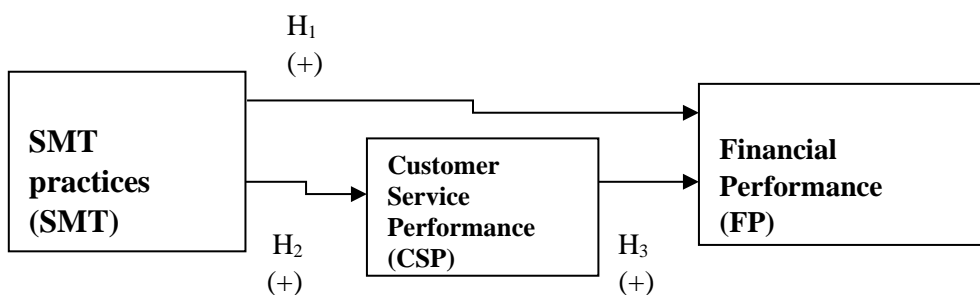 H₁
(+)
SMT
practices
(SMT)
Customer
Service
Performance
(CSP)
Financial
Performance
(FP)
H₂
(+)
H₃
(+)